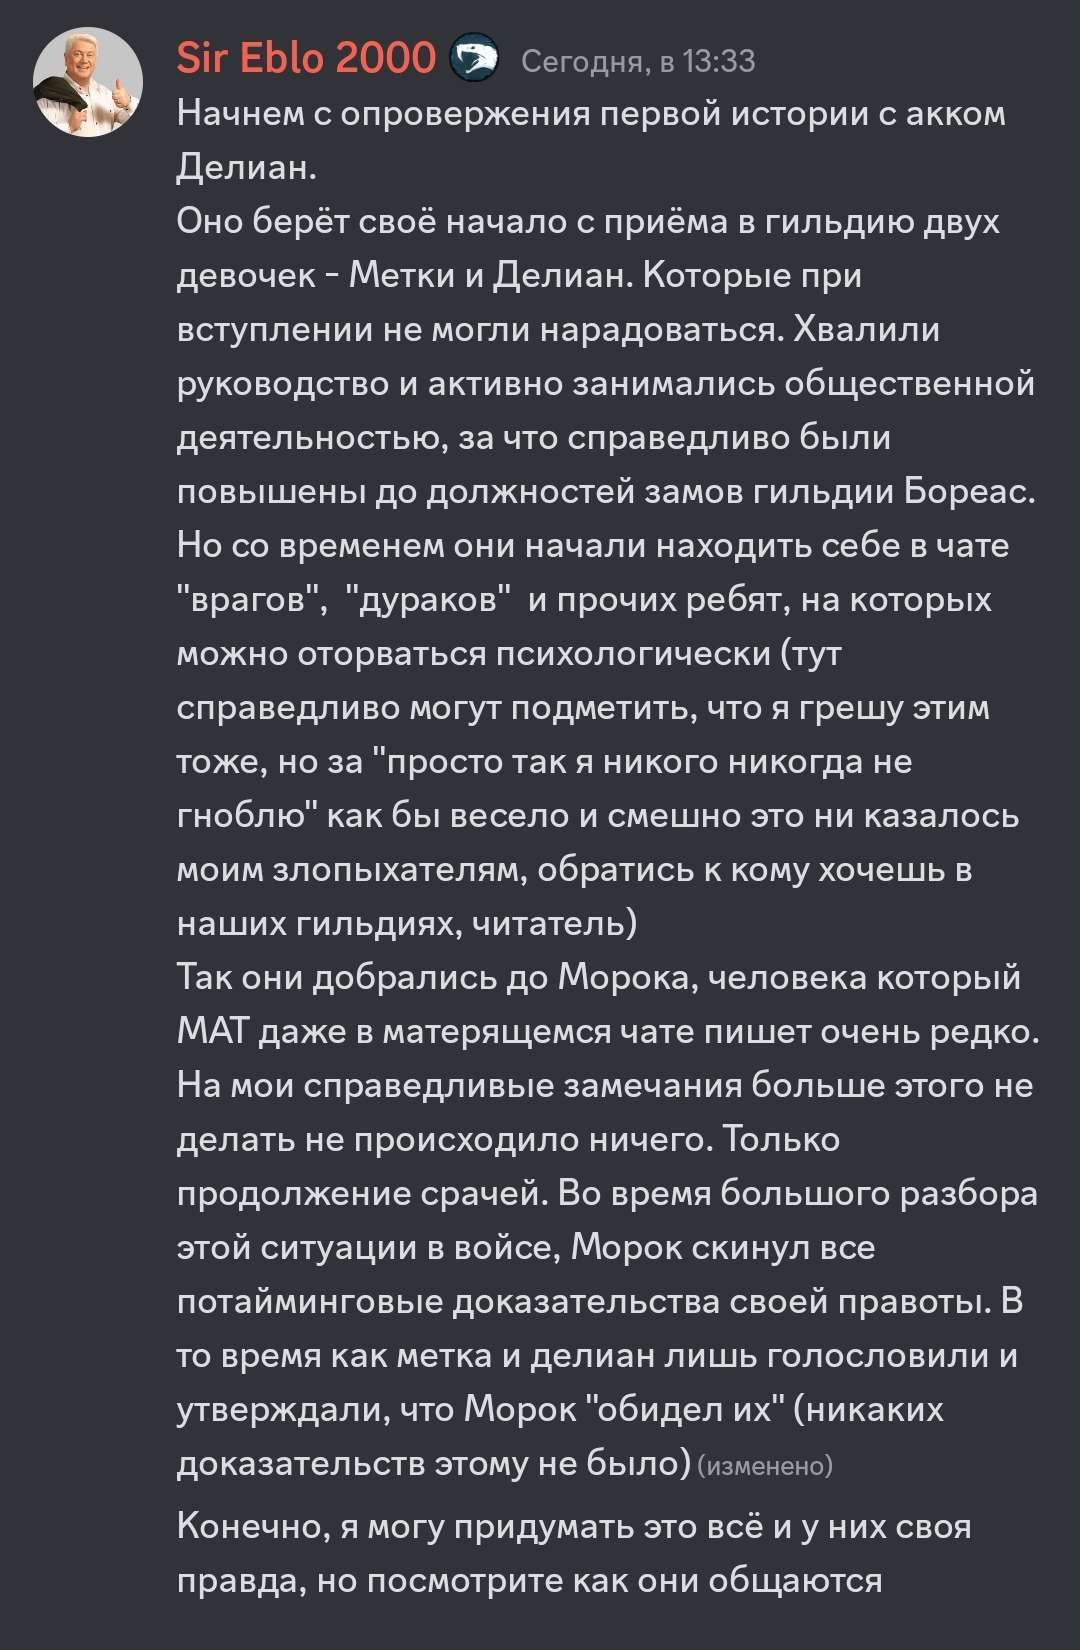 Sir Eblo 2000 Сегодня, в 13:33
Начнем с опровержения первой истории с акком
Делиан.
Оно берёт своё начало с приёма в гильдию двух
девочек - Метки и Делиан. Которые при
вступлении не могли нарадоваться. Хвалили
руководство и активно занимались общественной
деятельностью, за что справедливо были
повышены до должностей замов гильдии Бореас.
Но со временем они начали находить себе в чате
"врагов",  "дураков"  и прочих ребят, на которых
можно оторваться психологически (тут
справедливо могут подметить, что я грешу этим
тоже, но за "просто так я никого никогда не
гноблю" как бы весело и смешно это ни казалось
моим злопыхателям, обратись к кому хочешь в
наших гильдиях, читатель)
Так они добрались до Морока, человека который
МАТ даже в матерящемся чате пишет очень редко.
На мои справедливые замечания больше этого не
делать не происходило ничего. Только
продолжение срачей. Во время большого разбора
этой ситуации в войсе, Морок скинул все
потайминговые доказательства своей правоты. В
то время как метка и делиан лишь голословили и
утверждали, что Морок "обидел их" (никаких
доказательств этому не было) (изменено)
Конечно, я могу придумать это всё и у них своя
правда, но посмотрите как они общаются